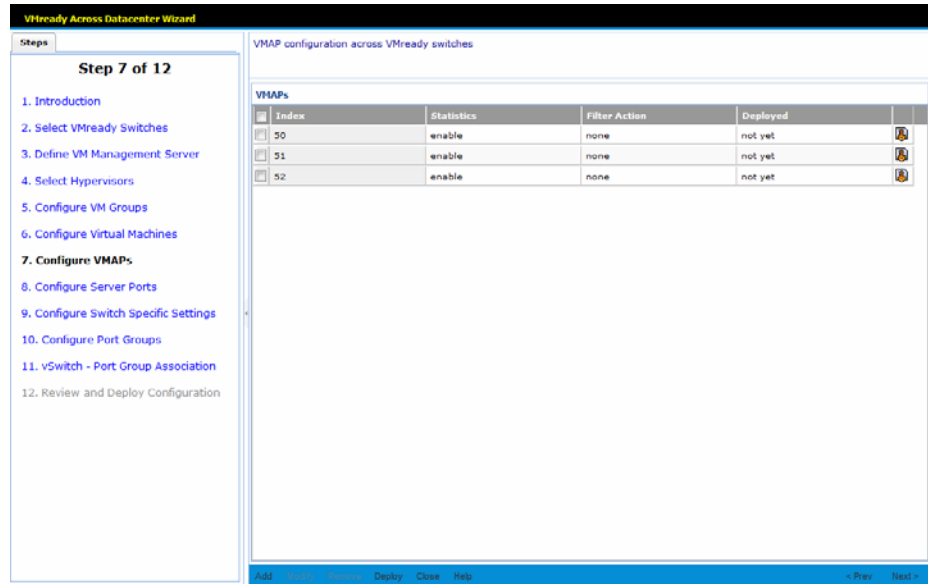 VMready Across Datacenter Wizard
Steps
Step 7 of 12
1. Introduction
2. Select VMready Switches
3. Define VM Management Server
4. Select Hypervisors
5. Configure VM Groups
6. Configure Virtual Machines
7. Configure VMAPs
8. Configure Server Ports
9. Configure Switch Specific Settings
10. Configure Port Groups
11. vSwitch - Port Group Association
12. Review and Deploy Configuration
VMAP configuration across VMready switches
VMAPs
Index Statistics Filter Action Deployed
50 enable none not yet
51 enable none not yet
52 enable none not yet
Add Deploy Close Help < Prev Next >